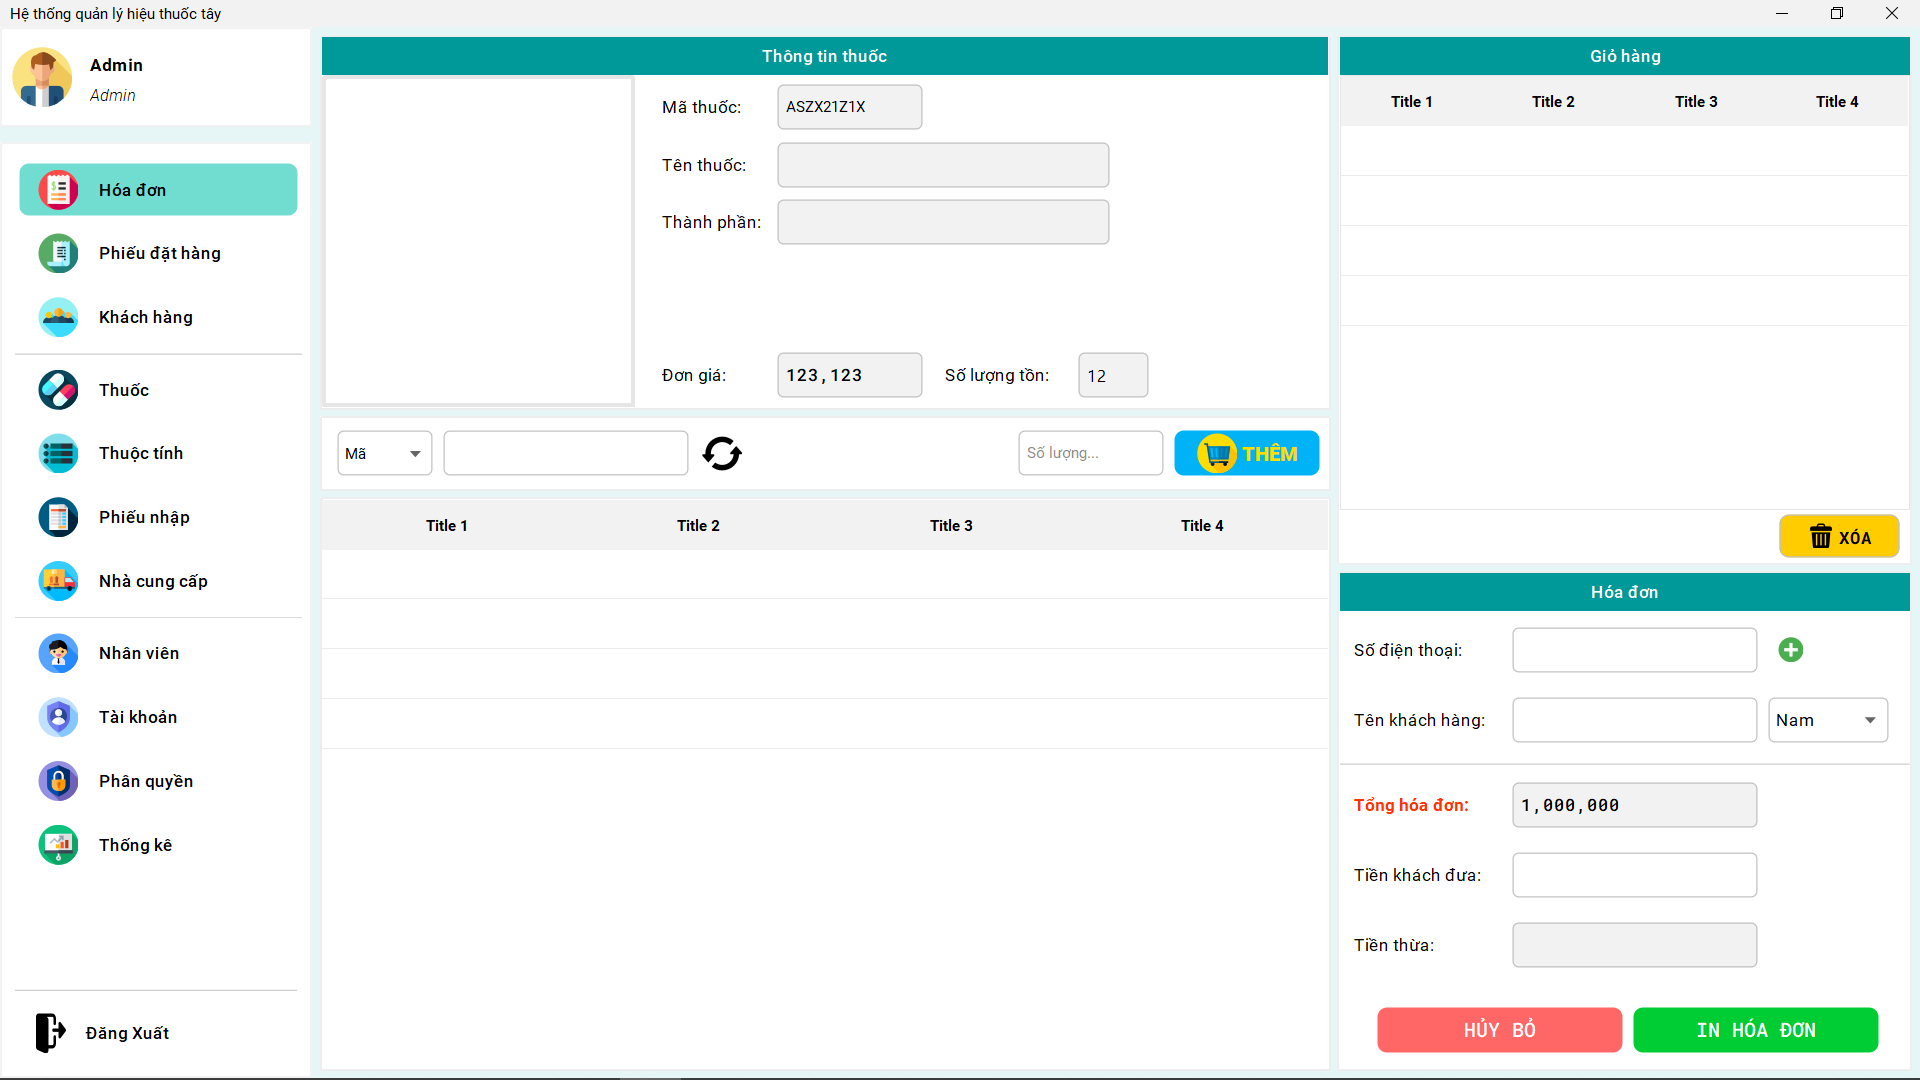 Hệ thống quản lý hiệu thuốc tây
Admin
Admin
Hóa đơn
Phiếu đặt hàng
Khách hàng
Thuốc
Thuộc tính
Phiếu nhập
Nhà cung cấp
Nhân viên
Tài khoản
Phân quyền
Thống kê
Đăng Xuất
Thông tin thuốc
Mã thuốc: ASZX21Z1X
Tên thuốc:
Thành phần:
Đơn giá: 123,123 Số lượng tồn: 12
Mã Số lượng... THÊM
Title 1 Title 2 Title 3 Title 4
Giỏ hàng
Title 1 Title 2 Title 3 Title 4
XÓA
Hóa đơn
Số điện thoại:
Tên khách hàng: Nam
Tổng hóa đơn: 1,000,000
Tiền khách đưa:
Tiền thừa:
HỦY BỎ IN HÓA ĐƠN